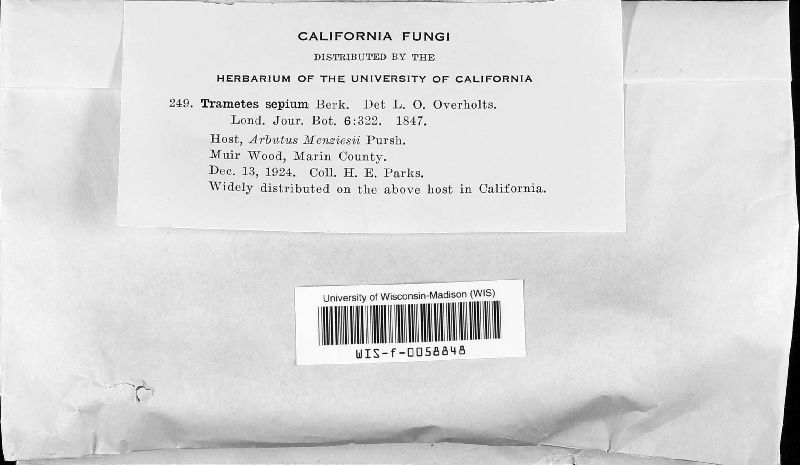 CALIFORNIA FUNGI
DISTRIBUTED BY THE
HERBARIUM OF THE UNIVERSITY OF CALIFORNIA
249. Trametes sepium Berk. Det L. O. Overholts.
Lond. Jour. Bot. 6:322. 1847.
Host, Arbutus Menziesii Pursh.
Muir Wood, Marin County.
Dec. 13, 1924. Coll. H. E. Parks.
Widely distributed on the above host in California.
University of Wisconsin-Madison (WIS)
WIS-f-0058848